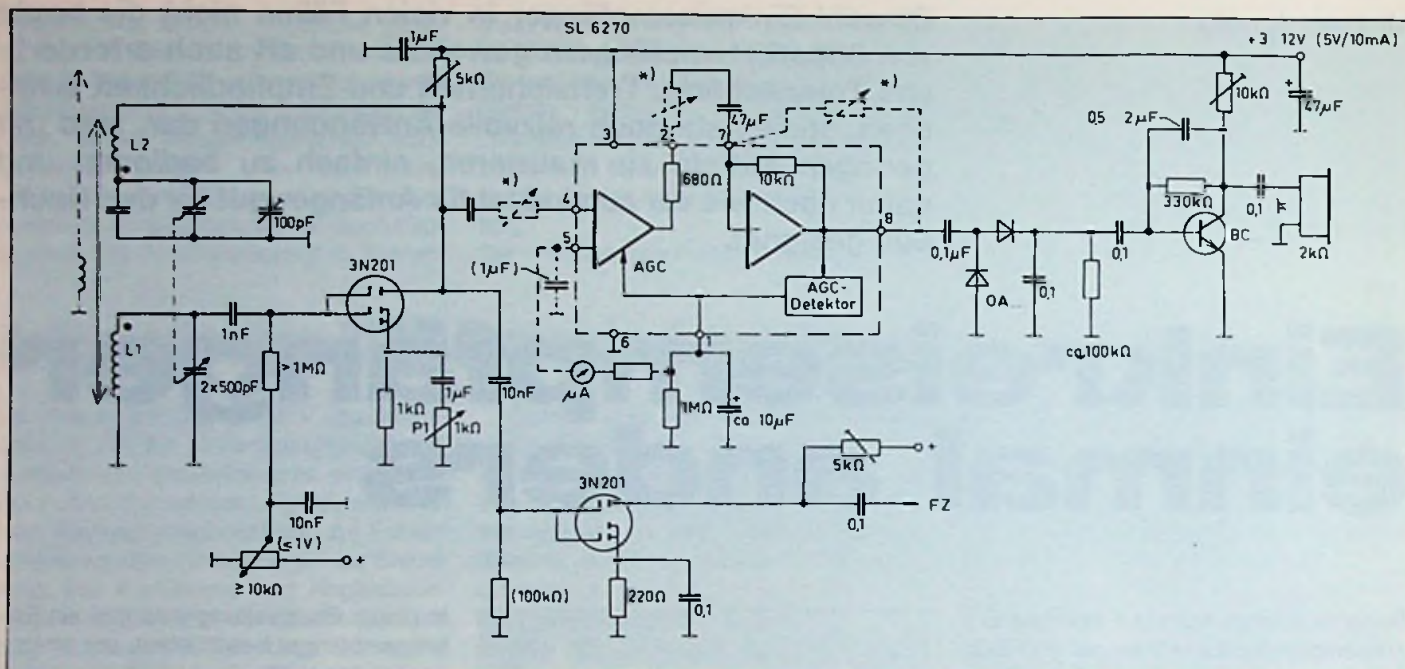 1µF
SL 6270
+3 12V (5V/10mA)
5kΩ
*)
*)
10kΩ
47µF
47µF
0,5 2µF
L2
3
2
7
680Ω
10kΩ
100pF
*)
4
8
330kΩ
0,1
5
BC
(1µF)
AGC
0,1µF
0,1
2kΩ
3N201
AGC-
Detektor
OA
0,1
1nF
L1
6
1
>1MΩ
2x500pF
10nF
µA
1MΩ
ca 10µF
1kΩ
1µF
P1
1kΩ
5kΩ
+
3N201
10nF
0,1
FZ
(≤1V)
+
≥10kΩ
(100kΩ)
220Ω
0,1